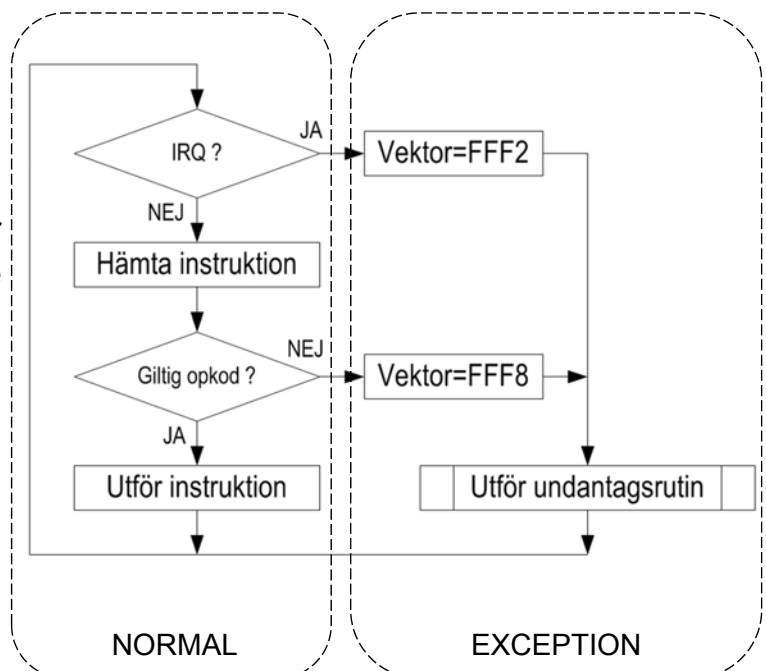 IRQ ?
JA
Vektor=FFF2
NEJ
Hämta instruktion
Giltig opkod ?
NEJ
Vektor=FFF8
JA
Utför instruktion
Utför undantagsrutin
NORMAL
EXCEPTION